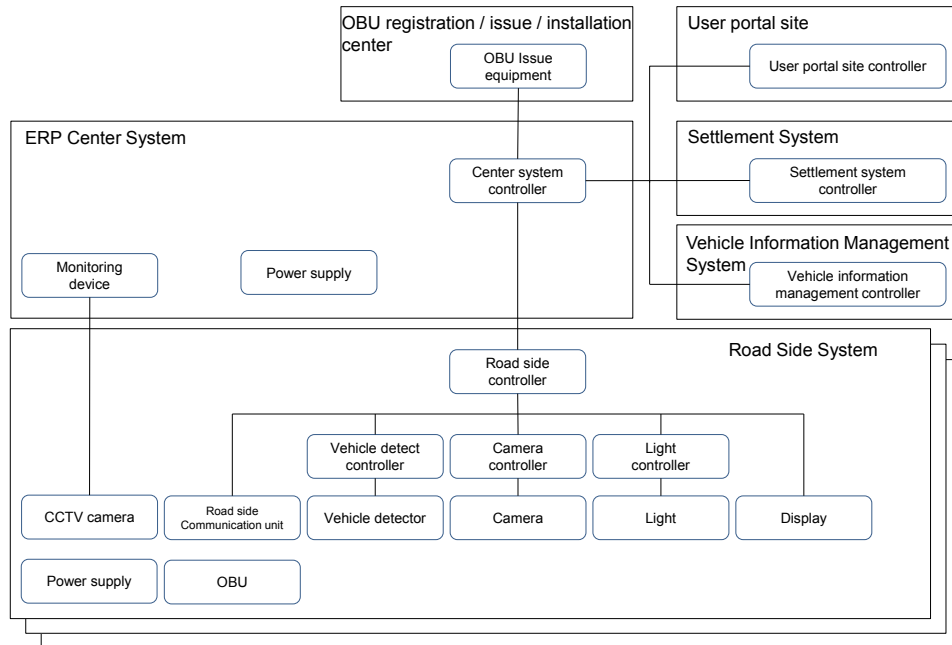 OBU registration / issue / installation
center
OBU Issue
equipment
User portal site
User portal site controller
ERP Center System
Center system
controller
Settlement System
Settlement system
controller
Vehicle Information Management
System
Vehicle information
management controller
Monitoring
device
Power supply
Road Side System
Road side
controller
Vehicle detect
controller
Camera
controller
Light
controller
CCTV camera
Road side
Communication unit
Vehicle detector
Camera
Light
Display
Power supply
OBU